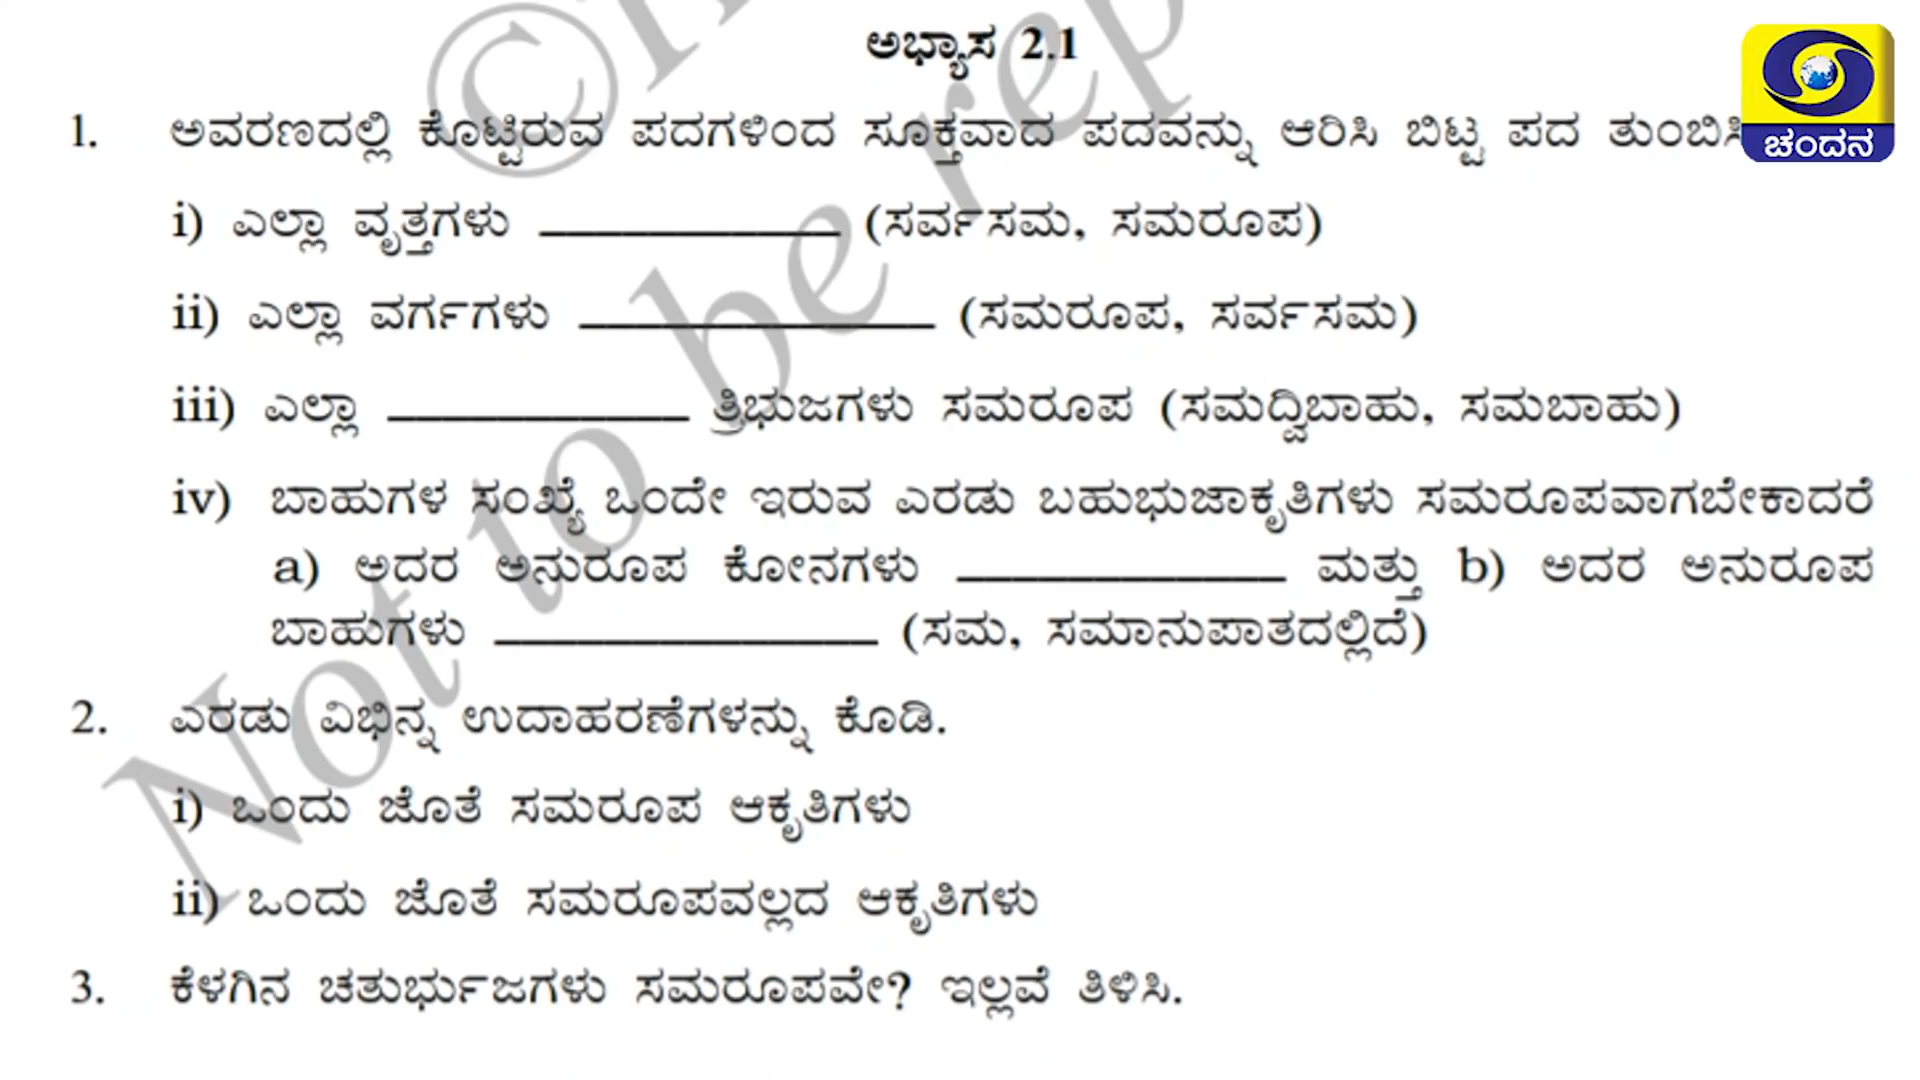 ಅಭ್ಯಾಸ 2.1
1. ಅವರಣದಲ್ಲಿ ಕೊಟ್ಟಿರುವ ಪದಗಳಿಂದ ಸೂಕ್ತವಾದ ಪದವನ್ನು ಆರಿಸಿ ಬಿಟ್ಟ ಪದ ತುಂಬಿಸಿ
ಚಂದನ
i) ಎಲ್ಲಾ ವೃತ್ತಗಳು ____________ (ಸರ್ವಸಮ, ಸಮರೂಪ)
ii) ಎಲ್ಲಾ ವರ್ಗಗಳು ____________ (ಸಮರೂಪ, ಸರ್ವಸಮ)
iii) ಎಲ್ಲಾ ____________ ತ್ರಿಭುಜಗಳು ಸಮರೂಪ (ಸಮದ್ವಿಬಾಹು, ಸಮಬಾಹು)
iv) ಬಾಹುಗಳ ಸಂಖ್ಯೆ ಒಂದೇ ಇರುವ ಎರಡು ಬಹುಭುಜಾಕೃತಿಗಳು ಸಮರೂಪವಾಗಬೇಕಾದರೆ
a) ಅದರ ಅನುರೂಪ ಕೋನಗಳು ____________ ಮತ್ತು b) ಅದರ ಅನುರೂಪ
ಬಾಹುಗಳು ____________ (ಸಮ, ಸಮಾನುಪಾತದಲ್ಲಿದೆ)
2. ಎರಡು ವಿಭಿನ್ನ ಉದಾಹರಣೆಗಳನ್ನು ಕೊಡಿ.
i) ಒಂದು ಜೊತೆ ಸಮರೂಪ ಆಕೃತಿಗಳು
ii) ಒಂದು ಜೊತೆ ಸಮರೂಪವಲ್ಲದ ಆಕೃತಿಗಳು
3. ಕೆಳಗಿನ ಚತುರ್ಭುಜಗಳು ಸಮರೂಪವೇ? ಇಲ್ಲವೆ ತಿಳಿಸಿ.
Not to be rep